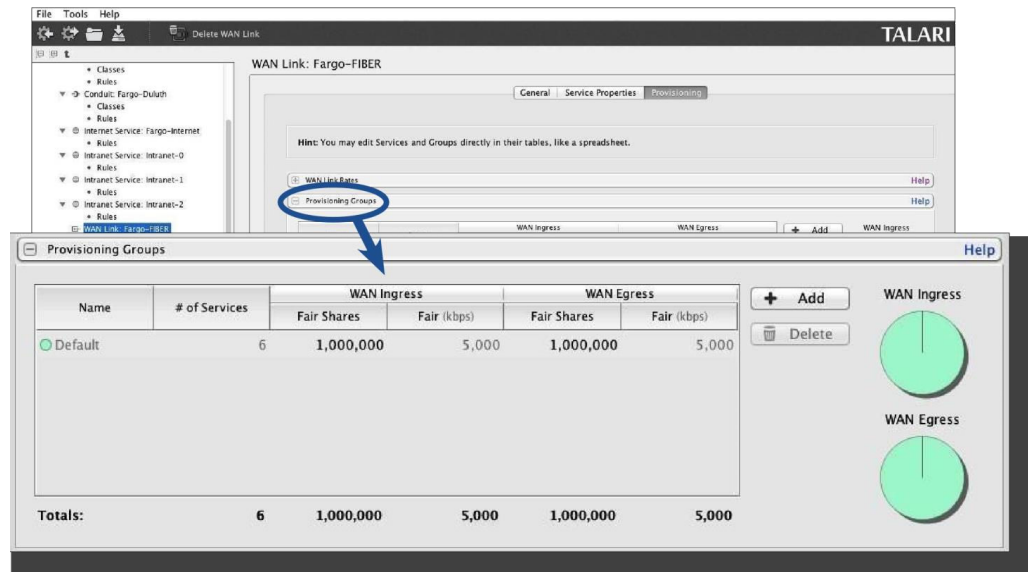 File Tools Help
Delete WAN Link
TALARI
Classes
Rules
Conduit: Fargo-Duluth
Classes
Rules
Internet Service: Fargo-Internet
Rules
Intranet Service: Intranet-0
Rules
Intranet Service: Intranet-1
Rules
Intranet Service: Intranet-2
Rules
WAN Link: Fargo-FIBER
WAN Link: Fargo-FIBER
General Service Properties Provisioning
Hint: You may edit Services and Groups directly in their tables, like a spreadsheet.
WAN Link Rates Help
Provisioning Groups Help
WAN Ingress WAN Egress Add WAN Ingress
Provisioning Groups Help
Name # of Services WAN Ingress WAN Egress
Fair Shares Fair (kbps) Fair Shares Fair (kbps)
Default 6 1,000,000 5,000 1,000,000 5,000
Totals: 6 1,000,000 5,000 1,000,000 5,000
Add
Delete
WAN Ingress
WAN Egress